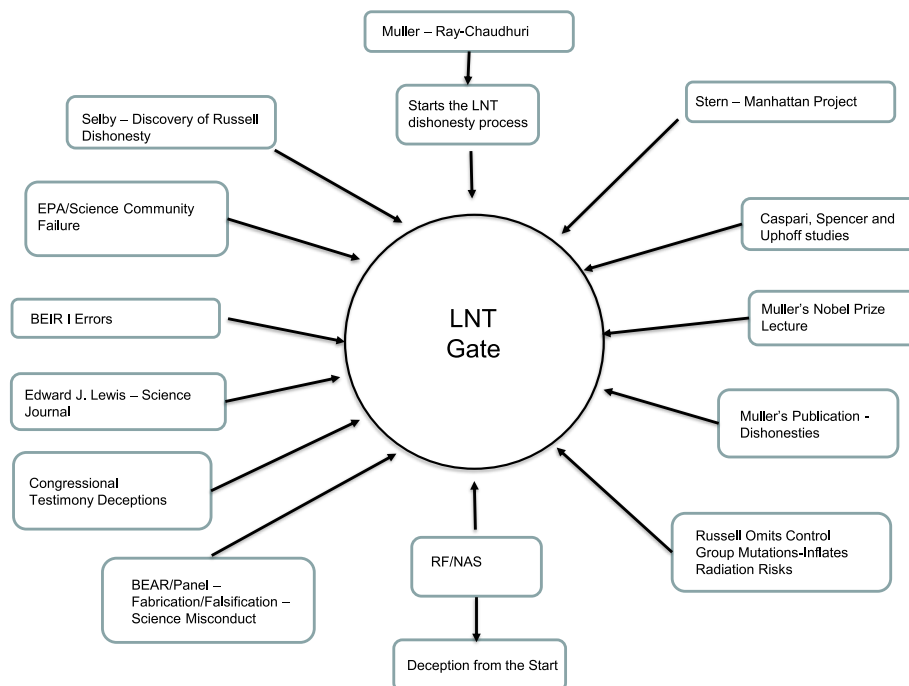 Muller – Ray-Chaudhuri
Starts the LNT
dishonesty process
Stern – Manhattan Project
Selby – Discovery of Russell
Dishonesty
EPA/Science Community
Failure
Caspari, Spencer and
Uphoff studies
BEIR I Errors
LNT
Gate
Muller's Nobel Prize
Lecture
Edward J. Lewis – Science
Journal
Muller's Publication -
Dishonesties
Congressional
Testimony Deceptions
Russell Omits Control
Group Mutations-Inflates
Radiation Risks
BEAR/Panel –
Fabrication/Falsification –
Science Misconduct
RF/NAS
Deception from the Start